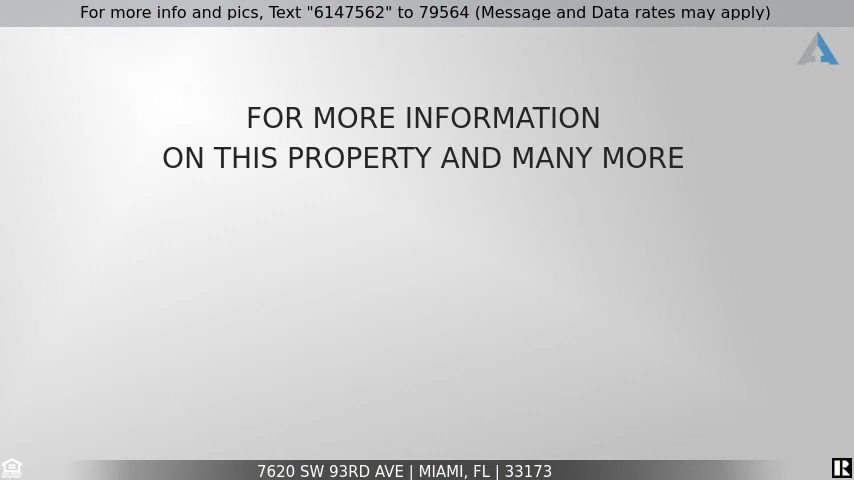 For more info and pics, Text "6147562" to 79564 (Message and Data rates may apply)
FOR MORE INFORMATION
ON THIS PROPERTY AND MANY MORE
7620 SW 93RD AVE | MIAMI, FL | 33173